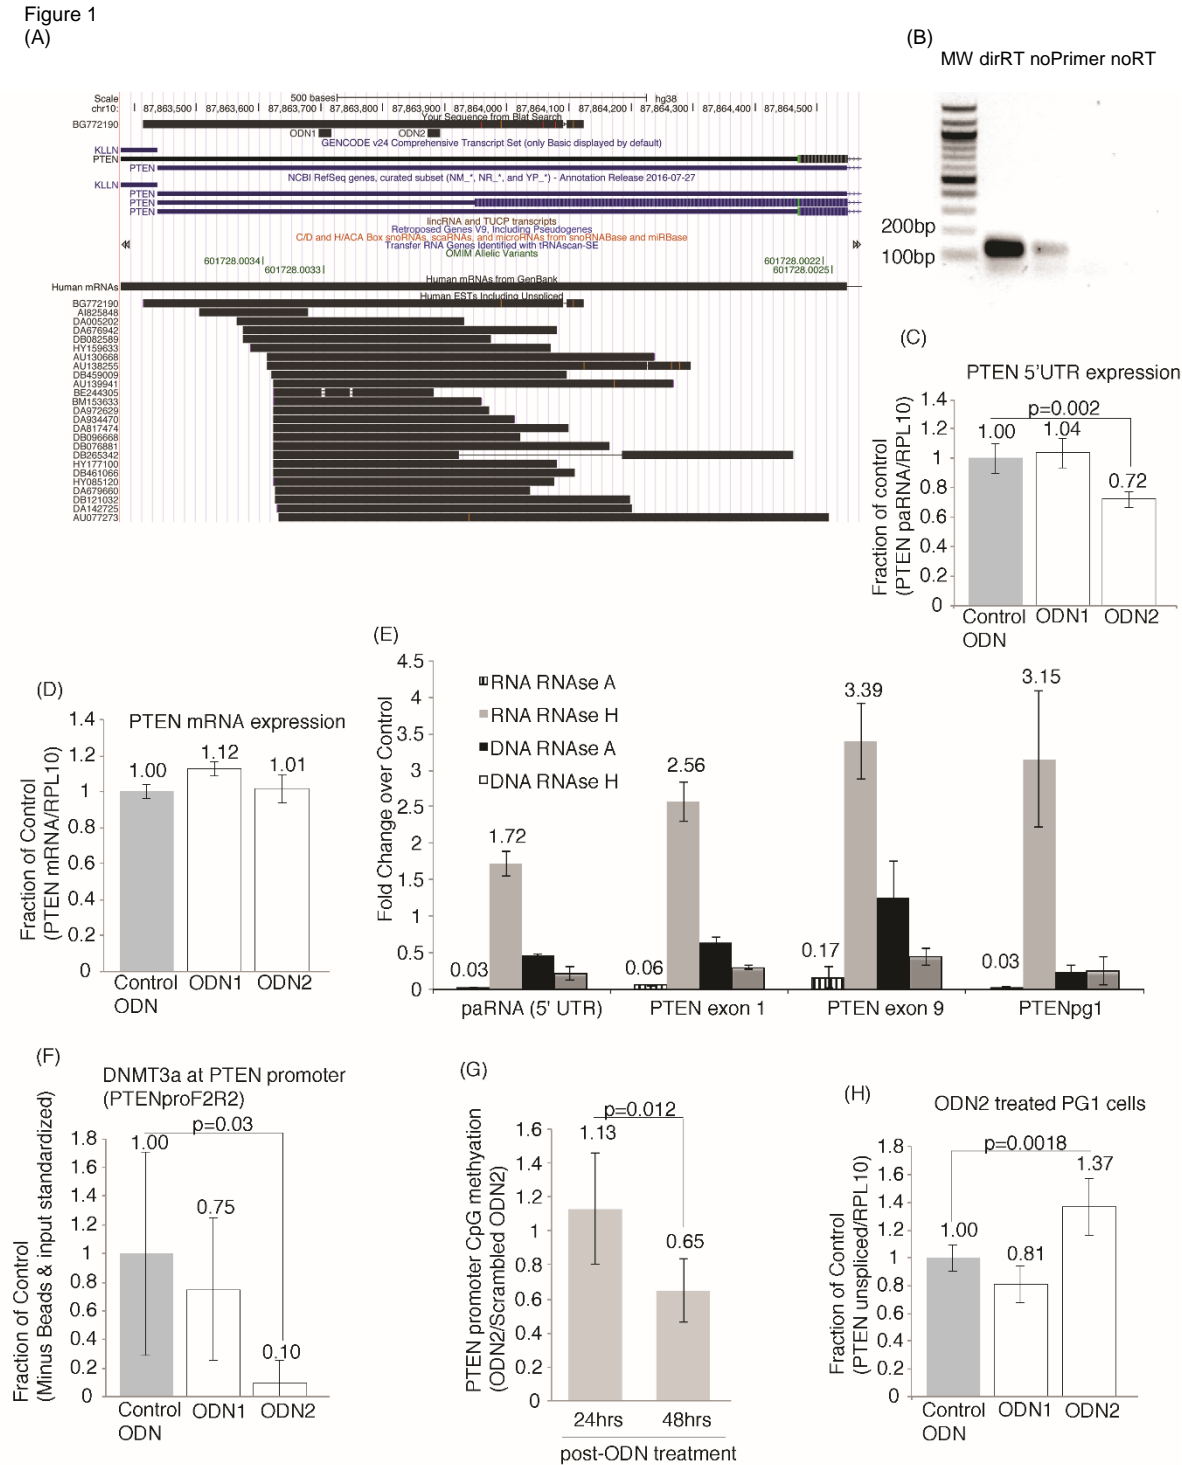 Figure 1
(A)
Scale
chr10:
500 bases
hg38
87,863,500
87,863,600
87,863,700
87,863,800
87,863,900
87,864,000
87,864,100
87,864,200
87,864,300
87,864,400
87,864,500
Your Sequence from Blat Search
BG772190
ODN1
ODN2
GENCODE v24 Comprehensive Transcript Set (only Basic displayed by default)
KLLN
PTEN
PTEN
NCBI RefSeq genes, curated subset (NM_*, NR_*, and YP_*) - Annotation Release 2016-07-27
KLLN
PTEN
PTEN
PTEN
lincRNA and TUCP transcripts
Retroposed Genes V9, Including Pseudogenes
C/D and H/ACA Box snoRNAs, scaRNAs, and microRNAs from snoRNABase and miRBase
Transfer RNA Genes Identified with tRNAscan-SE
OMIM Allelic Variants
601728.0034
601728.0033
601728.0022
601728.0025
Human mRNAs from GenBank
Human mRNAs
Human ESTs Including Unspliced
BG772190
AI825848
DA005202
DA676942
DB082589
HY159633
AU130668
AU138255
DB459009
AU139941
BE244305
BM153633
DA972629
DA934470
DA817474
DB096668
DB076881
DB265342
HY177100
DB461066
HY085120
DA679660
DB121032
DA142725
AU077273
(B)
MW dirRT noPrimer noRT
200bp
100bp
(C)
PTEN 5'UTR expression
Fraction of control
(PTEN paRNA/RPL10)
1.4
1.2
1
0.8
0.6
0.4
0.2
0
p=0.002
1.00
1.04
0.72
Control
ODN
ODN1
ODN2
(D)
PTEN mRNA expression
Fraction of Control
(PTEN mRNA/RPL10)
1.4
1.2
1
0.8
0.6
0.4
0.2
0
1.00
1.12
1.01
Control
ODN
ODN1
ODN2
(E)
Fold Change over Control
4.5
4
3.5
3
2.5
2
1.5
1
0.5
0
RNA RNAse A
RNA RNAse H
DNA RNAse A
DNA RNAse H
0.03
1.72
0.06
2.56
0.17
3.39
0.03
3.15
paRNA (5' UTR)
PTEN exon 1
PTEN exon 9
PTENpg1
(F)
DNMT3a at PTEN promoter
(PTENproF2R2)
Fraction of Control
(Minus Beads & input standardized)
1.8
1.6
1.4
1.2
1
0.8
0.6
0.4
0.2
0
p=0.03
1.00
0.75
0.10
Control
ODN
ODN1
ODN2
(G)
PTEN promoter CpG methyation
(ODN2/Scrambled ODN2)
1.6
1.4
1.2
1
0.8
0.6
0.4
0.2
0
p=0.012
1.13
0.65
24hrs
48hrs
post-ODN treatment
(H)
ODN2 treated PG1 cells
Fraction of Control
(PTEN unspliced/RPL10)
1.8
1.6
1.4
1.2
1
0.8
0.6
0.4
0.2
0
p=0.0018
1.00
0.81
1.37
Control
ODN
ODN1
ODN2